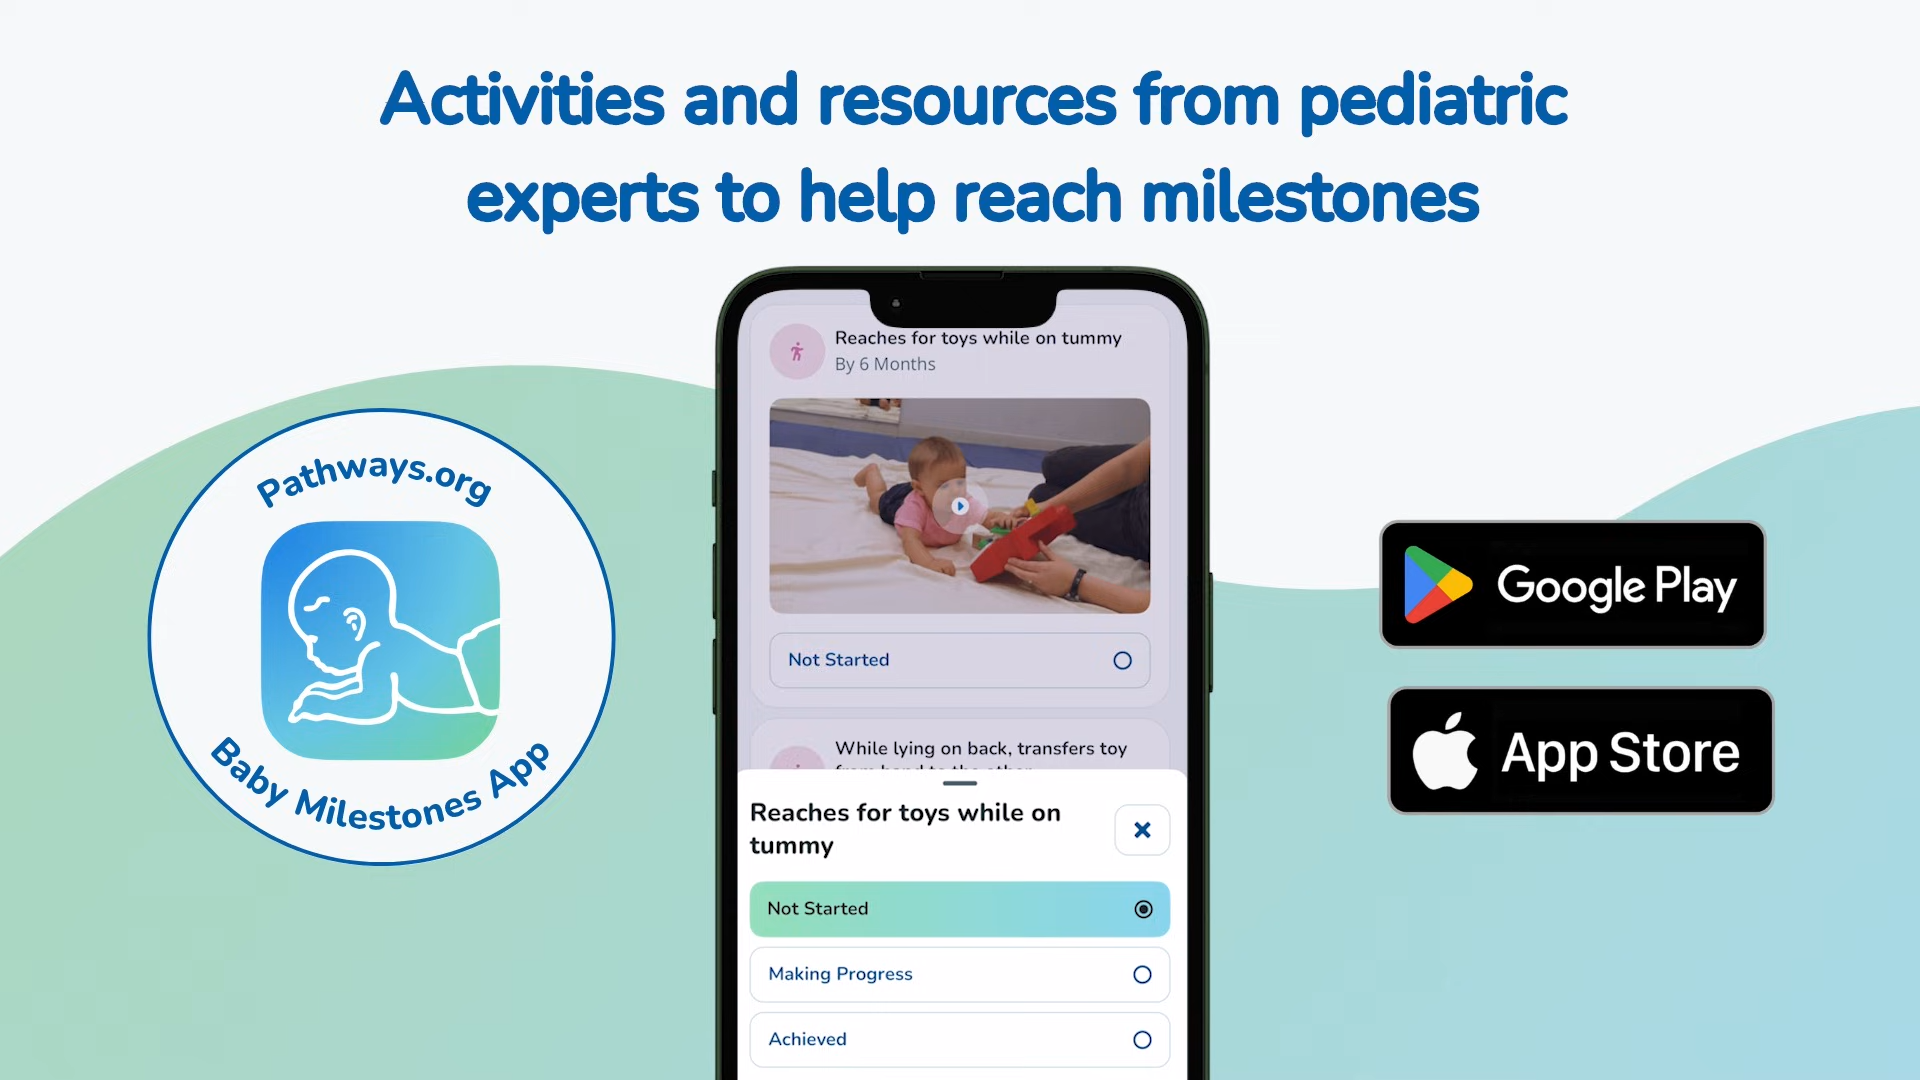 Activities and resources from pediatric
experts to help reach milestones
Pathways.org
Baby Milestones App
Reaches for toys while on tummy
By 6 Months
Not Started
While lying on back, transfers toy
Reaches for toys while on
tummy
Not Started
Making Progress
Achieved
Google Play
App Store